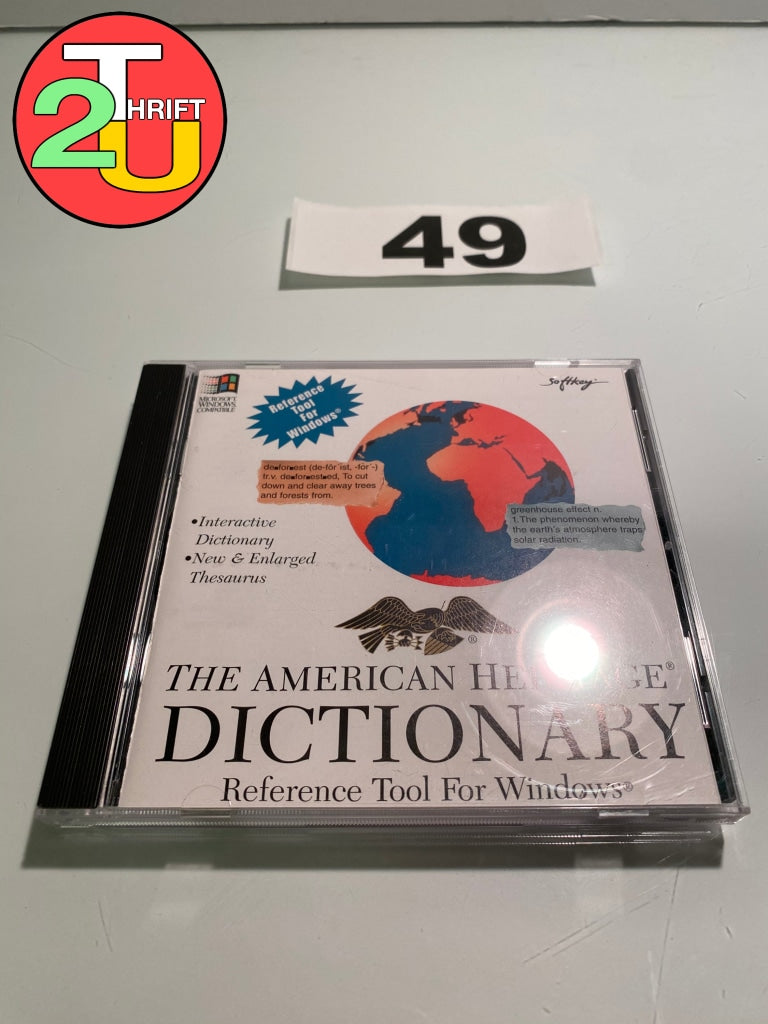 2 T HRIFT U
49
MICROSOFT
WINDOWS
COMPATIBLE
Reference
Tool
For
Windows®
SoftKey
de•for•est (de-fôr´ist, -for´-)
tr.v. de•for•est•ed, To cut
down and clear away trees
and forests from.
greenhouse effect n.
1.The phenomenon whereby
the earth's atmosphere traps
solar radiation.
•Interactive
Dictionary
•New & Enlarged
Thesaurus
®
THE AMERICAN HERITAGE®
DICTIONARY
Reference Tool For Windows®